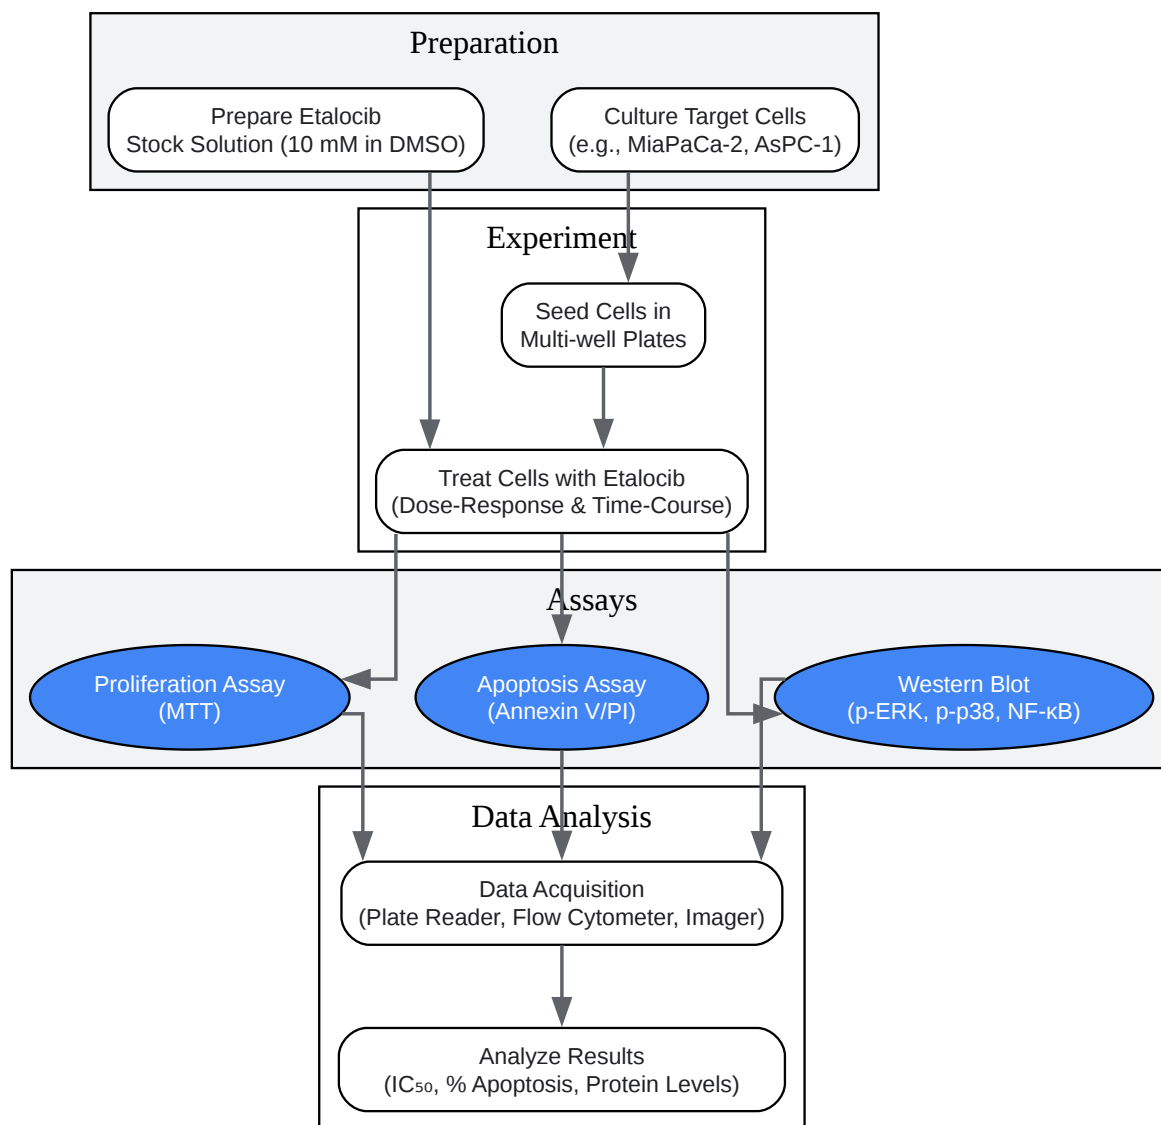 Preparation
Prepare Etalocib
Stock Solution (10 mM in DMSO)
Culture Target Cells
(e.g., MiaPaCa-2, AsPC-1)
Experiment
Seed Cells in
Multi-well Plates
Treat Cells with Etalocib
(Dose-Response & Time-Course)
Assays
Proliferation Assay
(MTT)
Apoptosis Assay
(Annexin V/PI)
Western Blot
(p-ERK, p-p38, NF-κB)
Data Analysis
Data Acquisition
(Plate Reader, Flow Cytometer, Imager)
Analyze Results
(IC₅₀, % Apoptosis, Protein Levels)